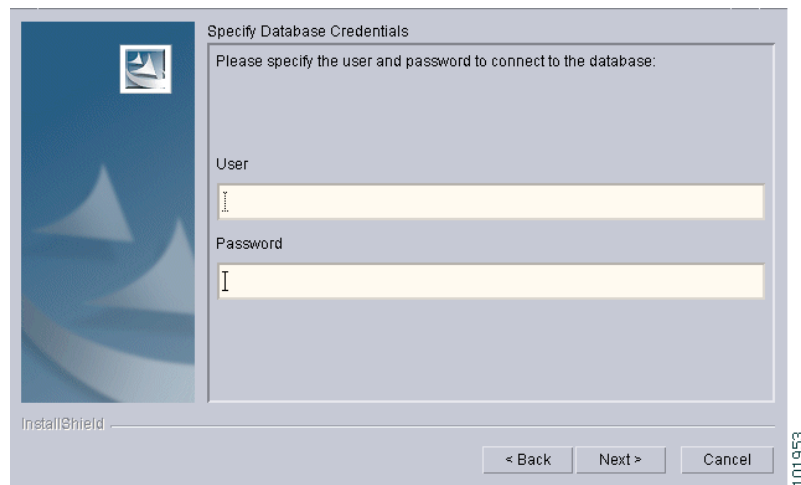 Specify Database Credentials
Please specify the user and password to connect to the database:
User
Password
InstallShield
< Back Next > Cancel
101953